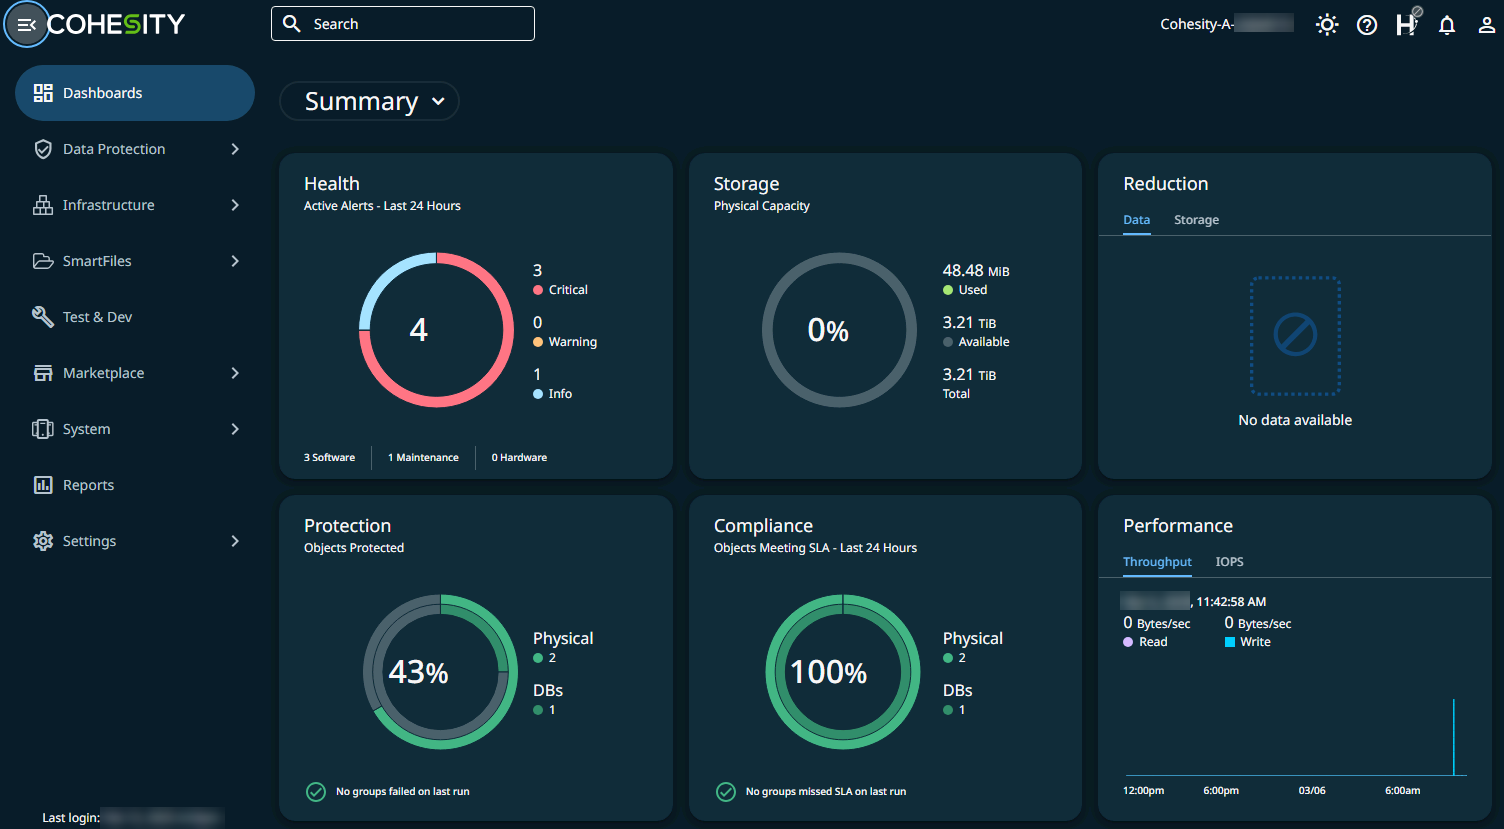 COHESITY
Search
Cohesity-A-
Dashboards
Data Protection
Infrastructure
SmartFiles
Test & Dev
Marketplace
System
Reports
Settings
Last login:
Summary
Health
Active Alerts - Last 24 Hours
4
3
Critical
0
Warning
1
Info
3 Software
1 Maintenance
0 Hardware
Storage
Physical Capacity
0%
48.48 MiB
Used
3.21 TiB
Available
3.21 TiB
Total
Reduction
Data Storage
No data available
Protection
Objects Protected
43%
Physical
2
DBs
1
No groups failed on last run
Compliance
Objects Meeting SLA - Last 24 Hours
100%
Physical
2
DBs
1
No groups missed SLA on last run
Performance
Throughput IOPS
, 11:42:58 AM
0 Bytes/sec 0 Bytes/sec
Read Write
12:00pm 6:00pm 03/06 6:00am